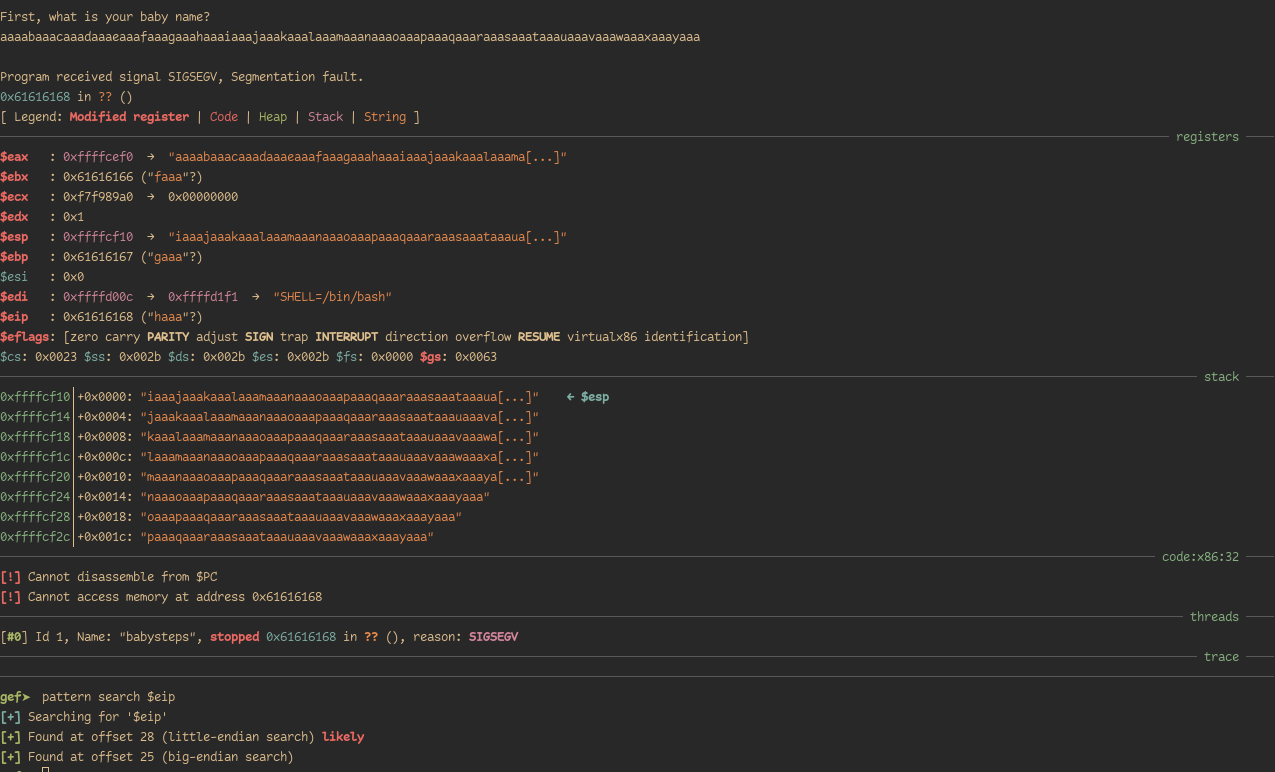 First, what is your baby name?
aaaabaaacaaadaaaeaaafaaagaaahaaaiaaajaaakaaalaaamaaanaaaoaaapaaaqaaaraaasaaataaauaaavaaawaaaxaaayaaa
Program received signal SIGSEGV, Segmentation fault.
0x61616168 in ?? ()
[ Legend: Modified register | Code | Heap | Stack | String ]
registers
$eax   : 0xffffcef0  →  "aaaabaaacaaadaaaeaaafaaagaaahaaaiaaajaaakaaalaaama[...]"
$ebx   : 0x61616166 ("faaa"?)
$ecx   : 0xf7f989a0  →  0x00000000
$edx   : 0x1
$esp   : 0xffffcf10  →  "iaaajaaakaaalaaamaaanaaaoaaapaaaqaaaraaasaaataaaua[...]"
$ebp   : 0x61616167 ("gaaa"?)
$esi   : 0x0
$edi   : 0xffffd00c  →  0xffffd1f1  →  "SHELL=/bin/bash"
$eip   : 0x61616168 ("haaa"?)
$eflags: [zero carry PARITY adjust SIGN trap INTERRUPT direction overflow RESUME virtualx86 identification]
$cs: 0x0023 $ss: 0x002b $ds: 0x002b $es: 0x002b $fs: 0x0000 $gs: 0x0063
stack
0xffffcf10│+0x0000: "iaaajaaakaaalaaamaaanaaaoaaapaaaqaaaraaasaaataaaua[...]"    ← $esp
0xffffcf14│+0x0004: "jaaakaaalaaamaaanaaaoaaapaaaqaaaraaasaaataaauaaava[...]"
0xffffcf18│+0x0008: "kaaalaaamaaanaaaoaaapaaaqaaaraaasaaataaauaaavaaawa[...]"
0xffffcf1c│+0x000c: "laaamaaanaaaoaaapaaaqaaaraaasaaataaauaaavaaawaaaxa[...]"
0xffffcf20│+0x0010: "maaanaaaoaaapaaaqaaaraaasaaataaauaaavaaawaaaxaaaya[...]"
0xffffcf24│+0x0014: "naaaoaaapaaaqaaaraaasaaataaauaaavaaawaaaxaaayaaa"
0xffffcf28│+0x0018: "oaaapaaaqaaaraaasaaataaauaaavaaawaaaxaaayaaa"
0xffffcf2c│+0x001c: "paaaqaaaraaasaaataaauaaavaaawaaaxaaayaaa"
code:x86:32
[!] Cannot disassemble from $PC
[!] Cannot access memory at address 0x61616168
threads
[#0] Id 1, Name: "babysteps", stopped 0x61616168 in ?? (), reason: SIGSEGV
trace
gef➤  pattern search $eip
[+] Searching for '$eip'
[+] Found at offset 28 (little-endian search) likely
[+] Found at offset 25 (big-endian search)